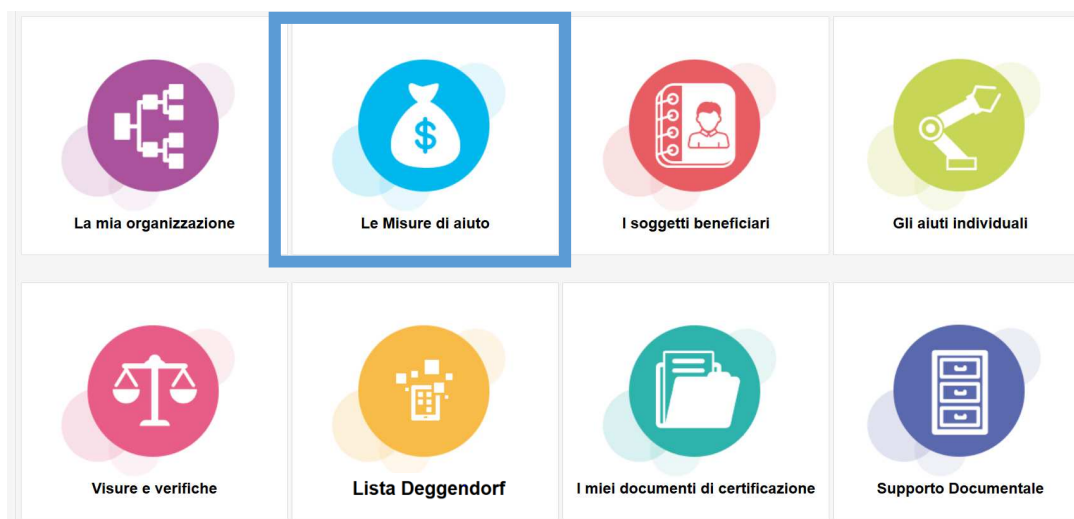 La mia organizzazione
Le Misure di aiuto
I soggetti beneficiari
Gli aiuti individuali
Visure e verifiche
Lista Deggendorf
I miei documenti di certificazione
Supporto Documentale